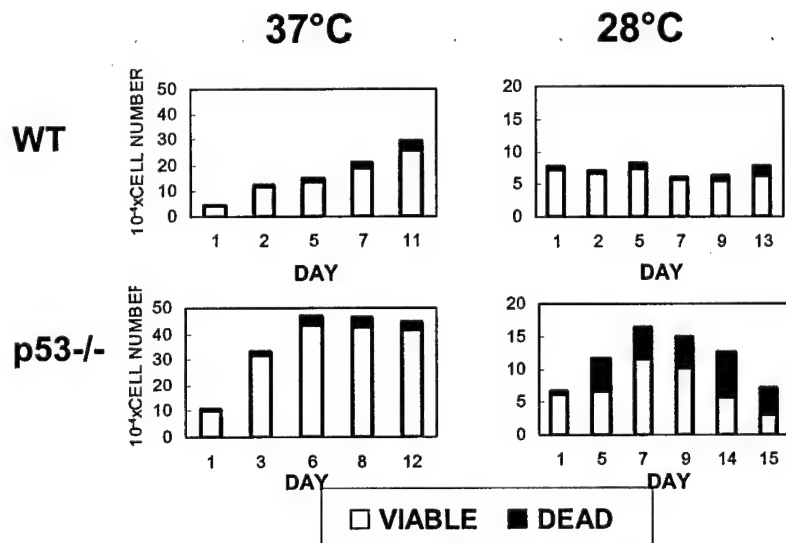 37°C 28°C
WT
10⁻⁴xCELL NUMBER
50
40
30
20
10
0
1 2 5 7 11
DAY
20
15
10
5
0
1 2 5 7 9 13
DAY
p53-/-
10⁻⁴xCELL NUMBER
50
40
30
20
10
0
1 3 6 8 12
DAY
20
15
10
5
0
1 5 7 9 14 15
DAY
VIABLE DEAD